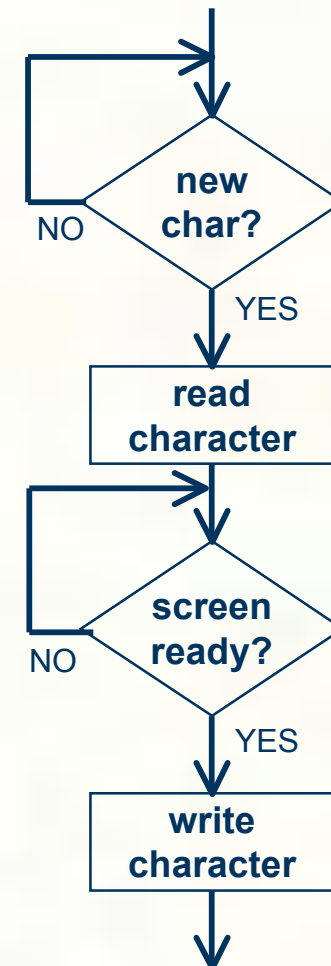 new
char?
NO
YES
read
character
screen
ready?
NO
YES
write
character